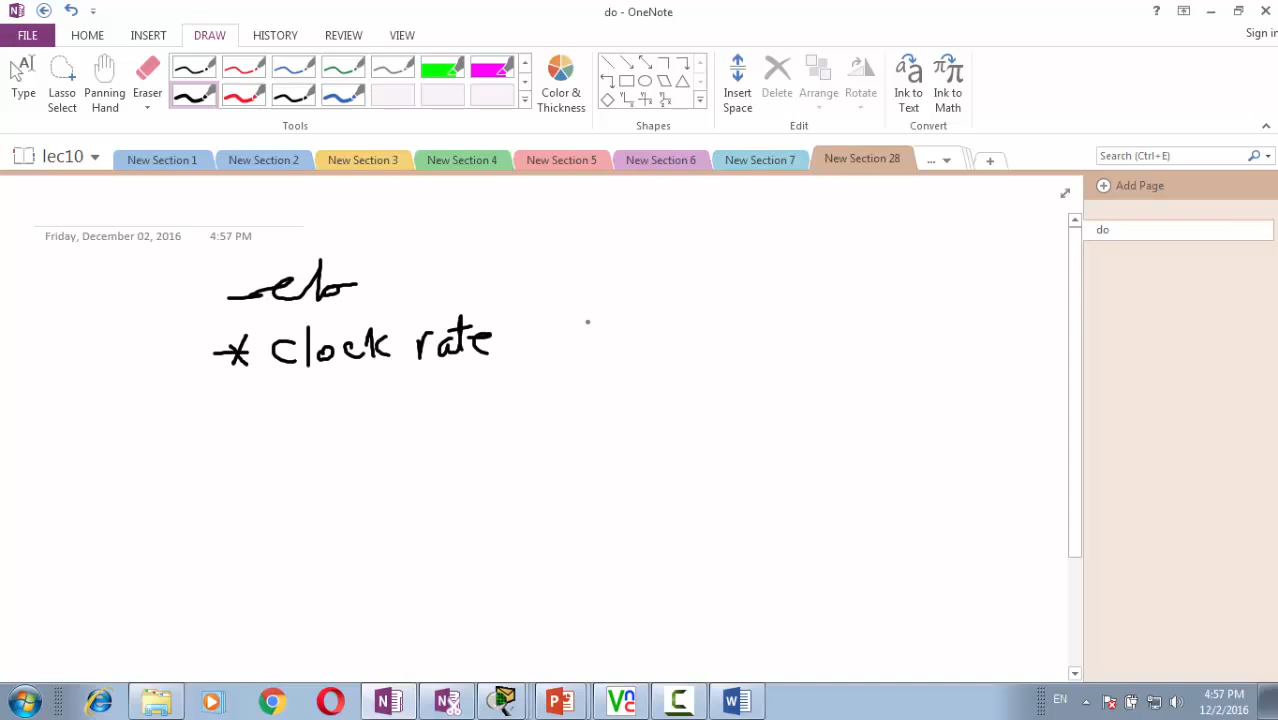 do - OneNote
? Sign in
FILE HOME INSERT DRAW HISTORY REVIEW VIEW
Type
Lasso Select
Panning Hand
Eraser
Color & Thickness
Insert Space
Delete
Arrange
Rotate
Ink to Text
Ink to Math
Tools
Shapes
Edit
Convert
lec10
New Section 1
New Section 2
New Section 3
New Section 4
New Section 5
New Section 6
New Section 7
New Section 28
...
Search (Ctrl+E)
Add Page
do
Friday, December 02, 2016 4:57 PM
* clock rate
EN
4:57 PM
12/2/2016